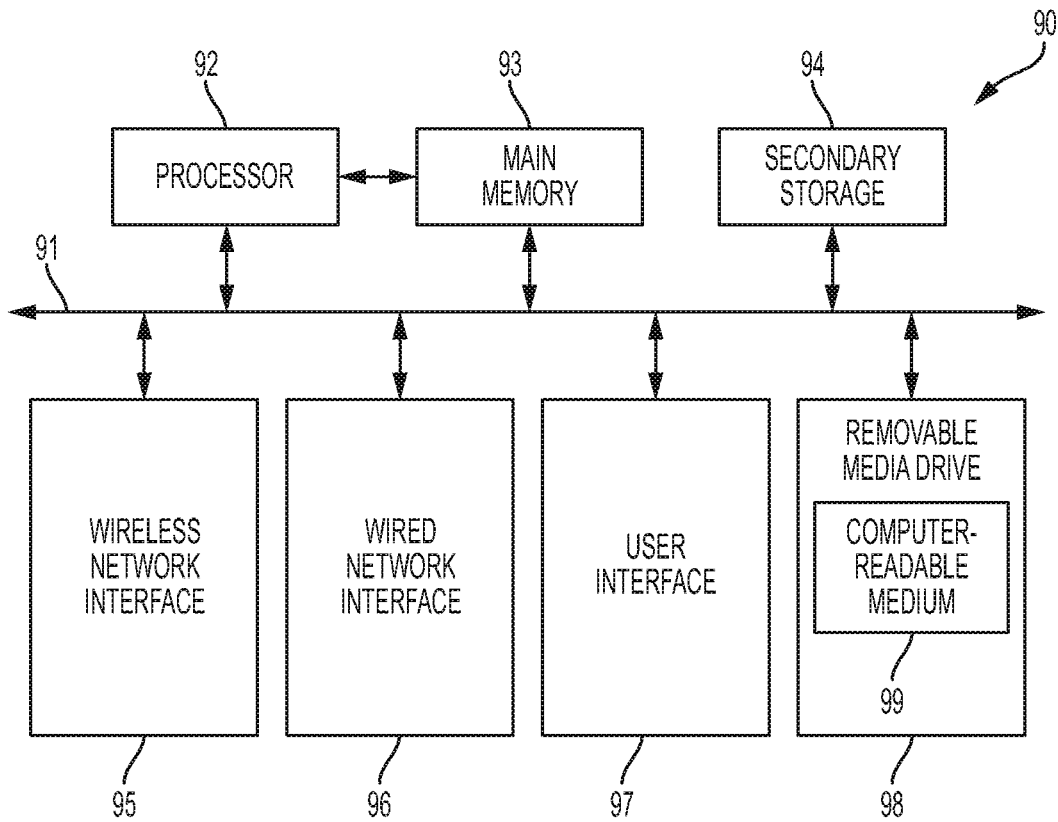 90
92
93
94
PROCESSOR
MAIN
MEMORY
SECONDARY
STORAGE
91
WIRELESS
NETWORK
INTERFACE
WIRED
NETWORK
INTERFACE
USER
INTERFACE
REMOVABLE
MEDIA DRIVE
COMPUTER-
READABLE
MEDIUM
99
95
96
97
98